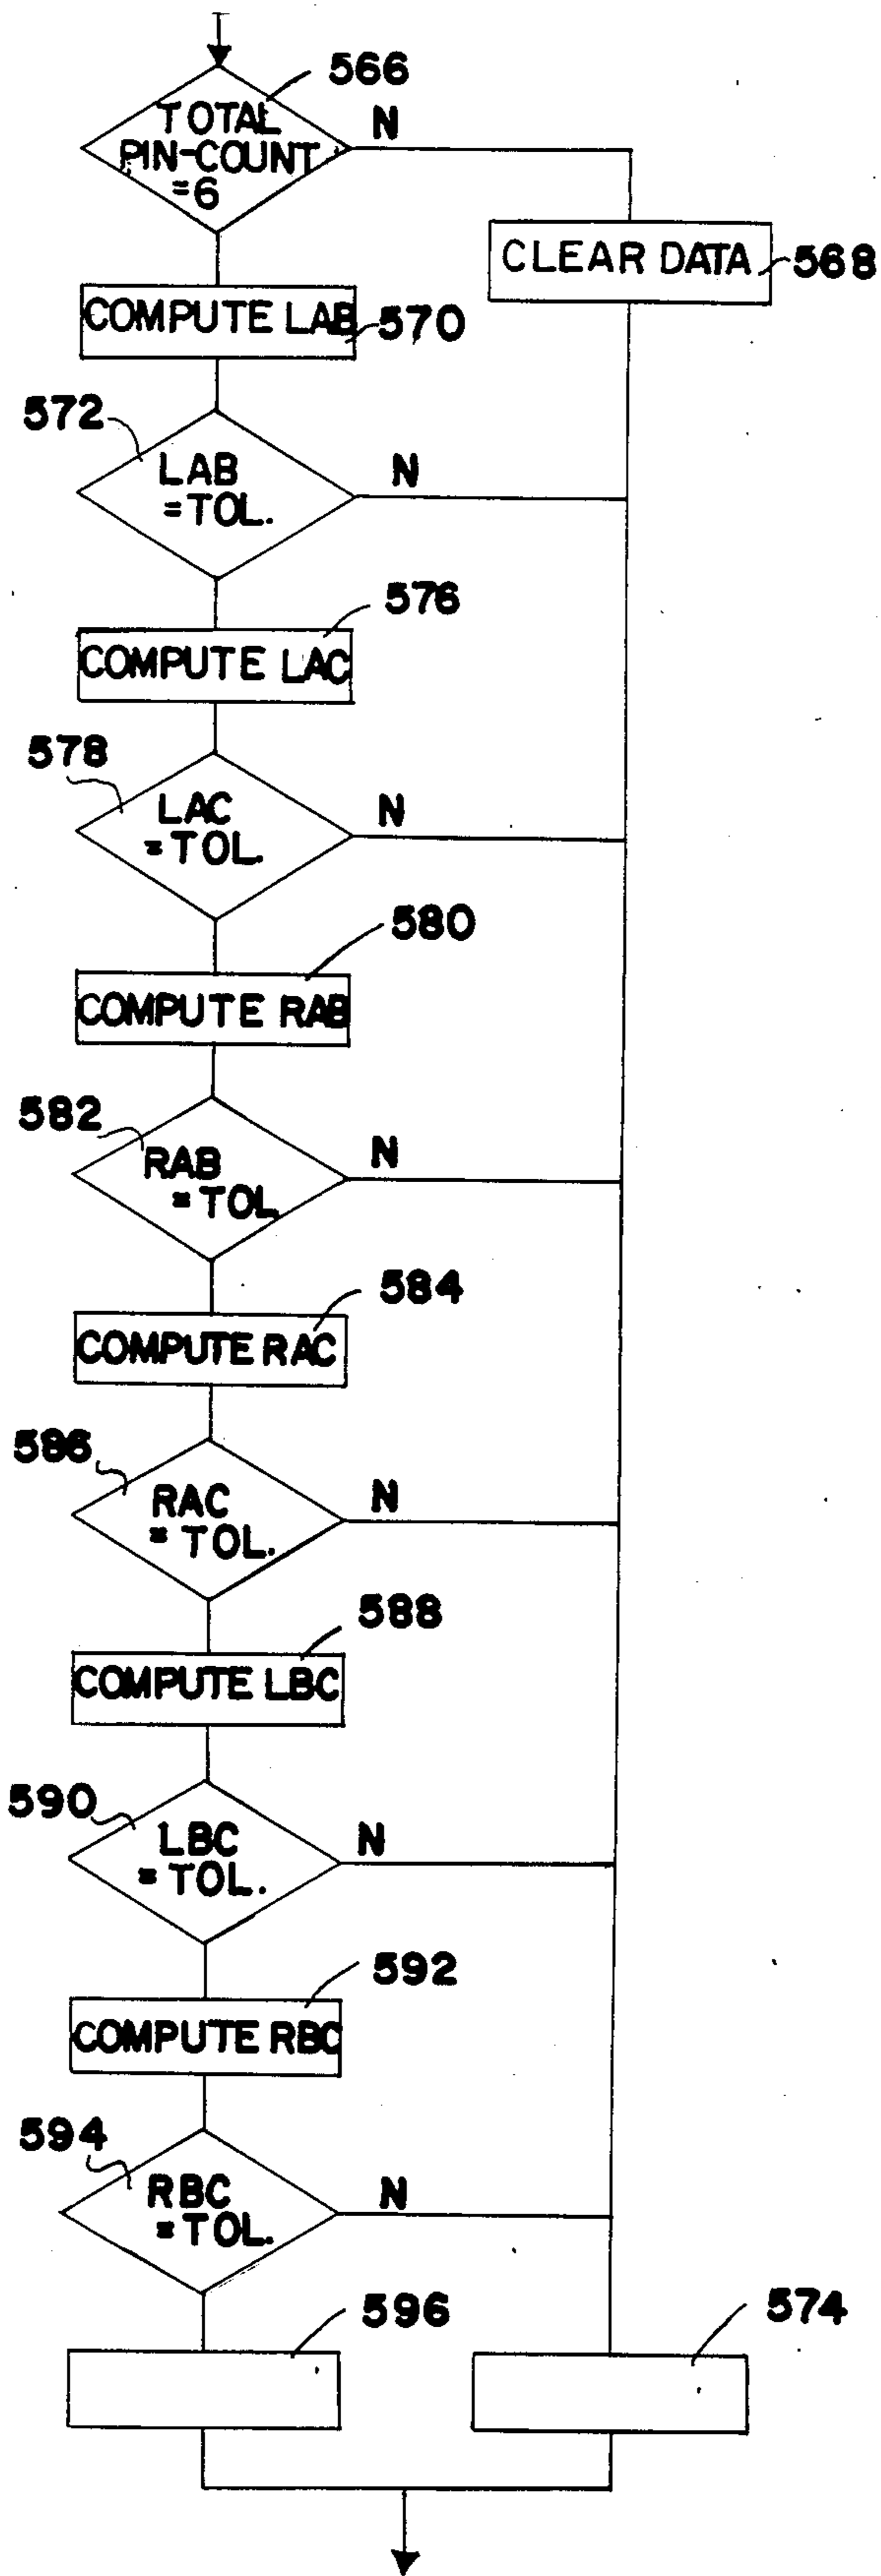 566
TOTAL
PIN-COUNT
=6
N
CLEAR DATA
568
COMPUTE LAB
570
572
LAB
=TOL.
N
576
COMPUTE LAC
578
LAC
=TOL.
N
580
COMPUTE RAB
582
RAB
=TOL
N
584
COMPUTE RAC
586
RAC
=TOL.
N
588
COMPUTE LBC
590
LBC
=TOL.
N
592
COMPUTE RBC
594
RBC
=TOL.
N
596
574